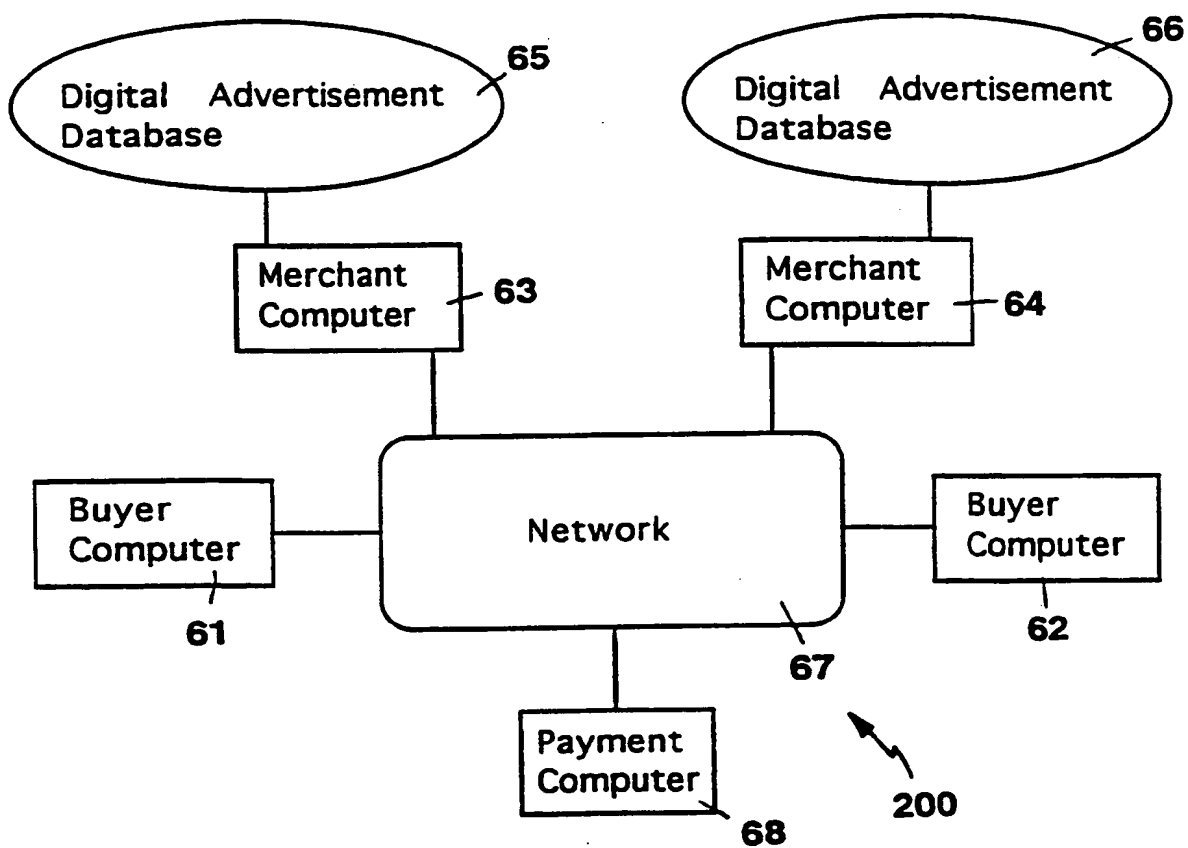 65
Digital Advertisement
Database
66
Digital Advertisement
Database
Merchant
Computer
63
Merchant
Computer
64
Buyer
Computer
61
Network
67
Buyer
Computer
62
Payment
Computer
68
200